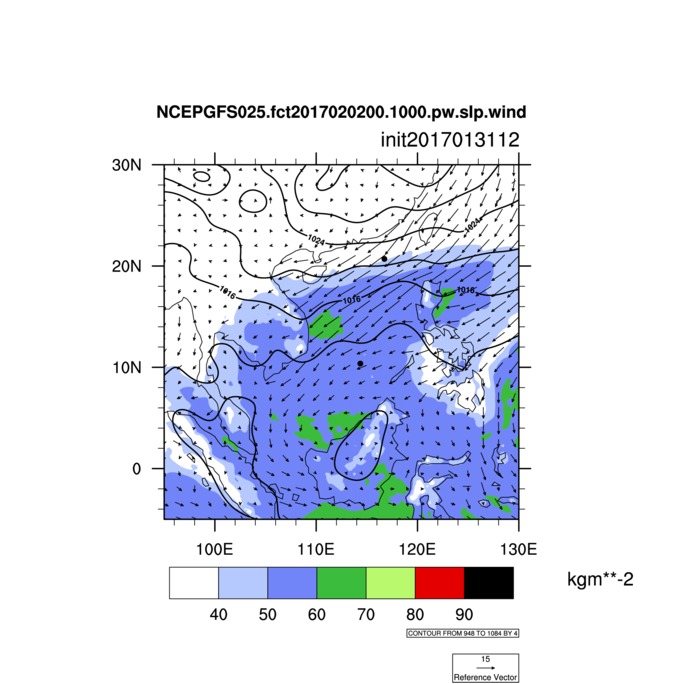 NCEPGFS025.fct2017020200.1000.pw.slp.wind
init2017013112
30N
1024
1024
20N
1016
1016
1016
10N
0
100E 110E 120E 130E
kgm**-2
40 50 60 70 80 90
CONTOUR FROM 948 TO 1084 BY 4
15
Reference Vector